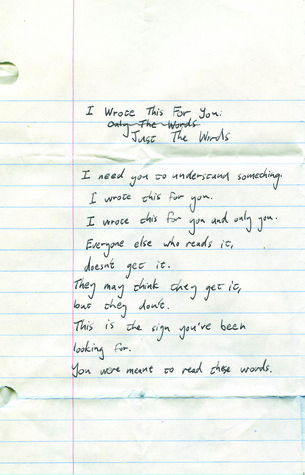 I Wrote This For You:
Only The Words
Just The Words
I need you to understand something.
I wrote this for you.
I wrote this for you and only you.
Everyone else who reads it,
doesn't get it.
They may think they get it,
but they don't.
This is the sign you've been
looking for.
You were meant to read these words.